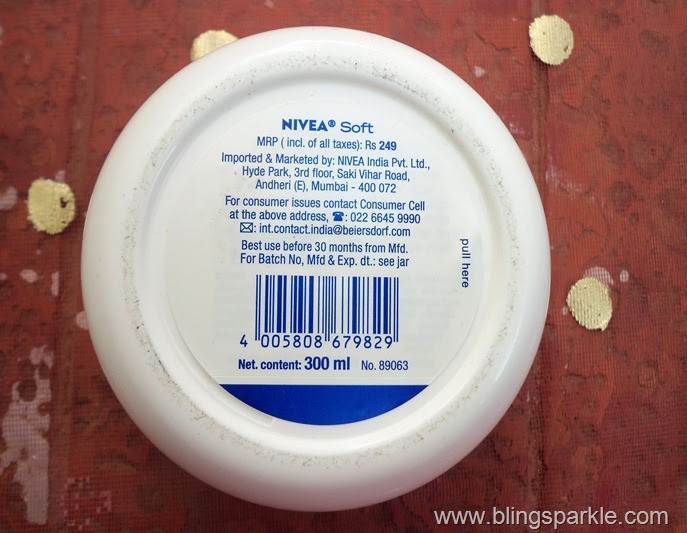 NIVEA® Soft
MRP ( incl. of all taxes): Rs 249
Imported & Marketed by: NIVEA India Pvt. Ltd.,
Hyde Park, 3rd floor, Saki Vihar Road,
Andheri (E), Mumbai - 400 072
For consumer issues contact Consumer Cell
at the above address, ☎: 022 6645 9990
✉: int.contact.india@beiersdorf.com
Best use before 30 months from Mfd.
For Batch No, Mfd & Exp. dt.: see jar
pull here
4 005808 679829
Net. content: 300 ml No. 89063
www.blingsparkle.com